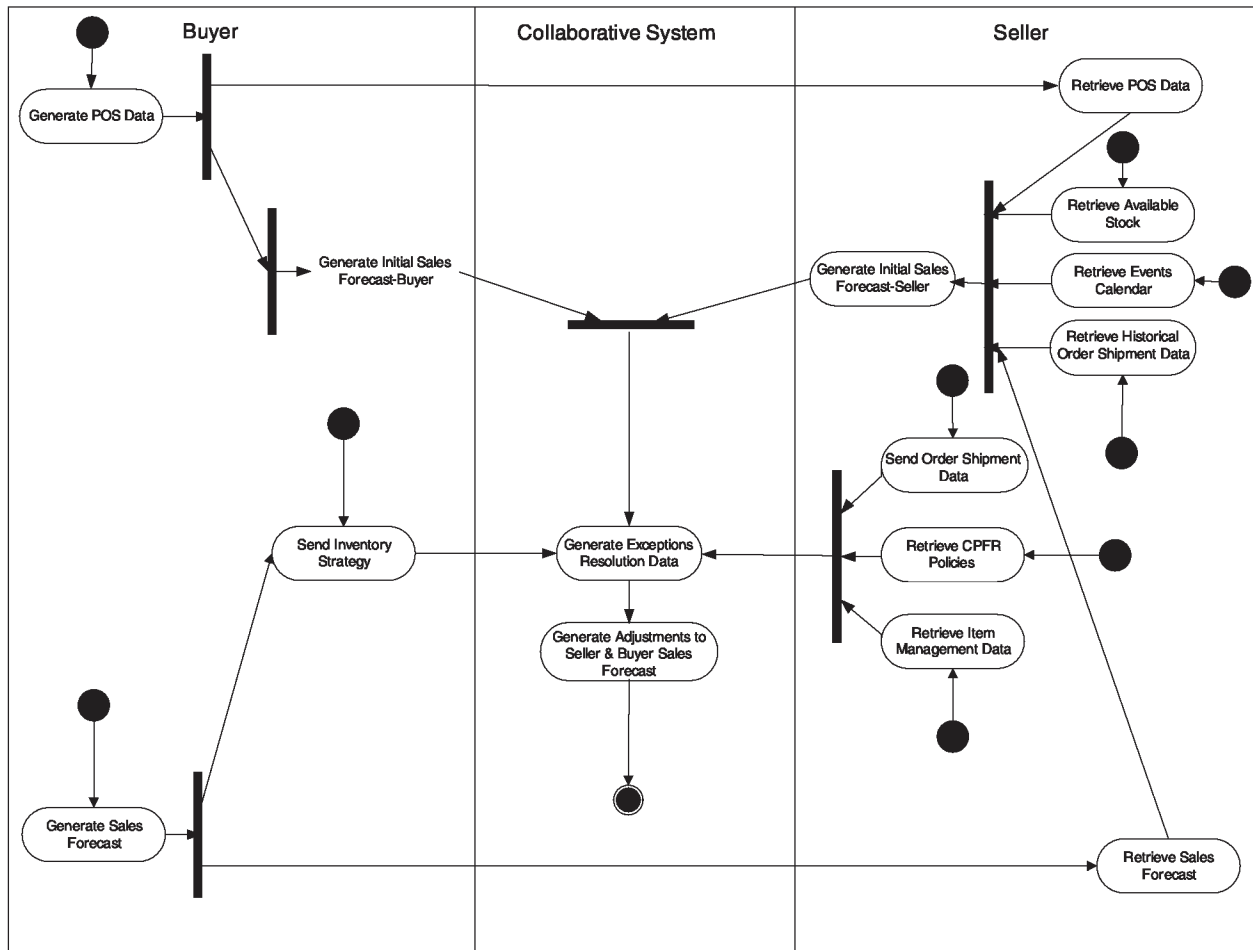 Buyer
Collaborative System
Seller
Generate POS Data
Retrieve POS Data
Retrieve Available
Stock
Generate Initial Sales
Forecast-Buyer
Generate Initial Sales
Forecast-Seller
Retrieve Events
Calendar
Retrieve Historical
Order Shipment Data
Send Order Shipment
Data
Send Inventory
Strategy
Generate Exceptions
Resolution Data
Retrieve CPFR
Policies
Generate Adjustments to
Seller & Buyer Sales
Forecast
Retrieve Item
Management Data
Generate Sales
Forecast
Retrieve Sales
Forecast